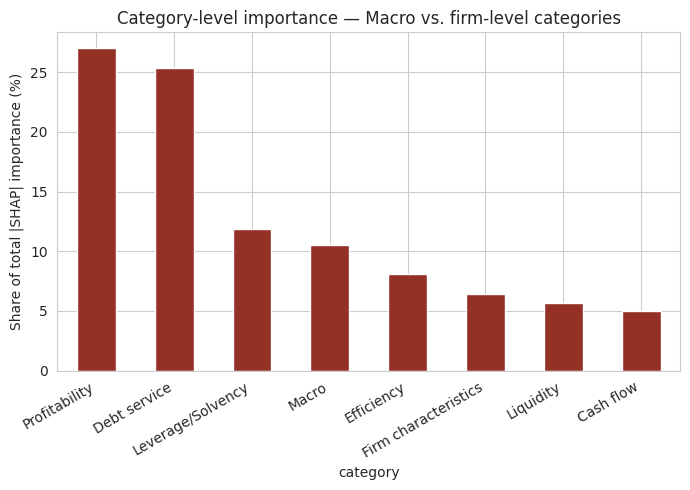 Category-level importance — Macro vs. firm-level categories
Share of total |SHAP| importance (%)
25
20
15
10
5
0
Profitability
Debt service
Leverage/Solvency
Macro
Efficiency
Firm characteristics
Liquidity
Cash flow
category